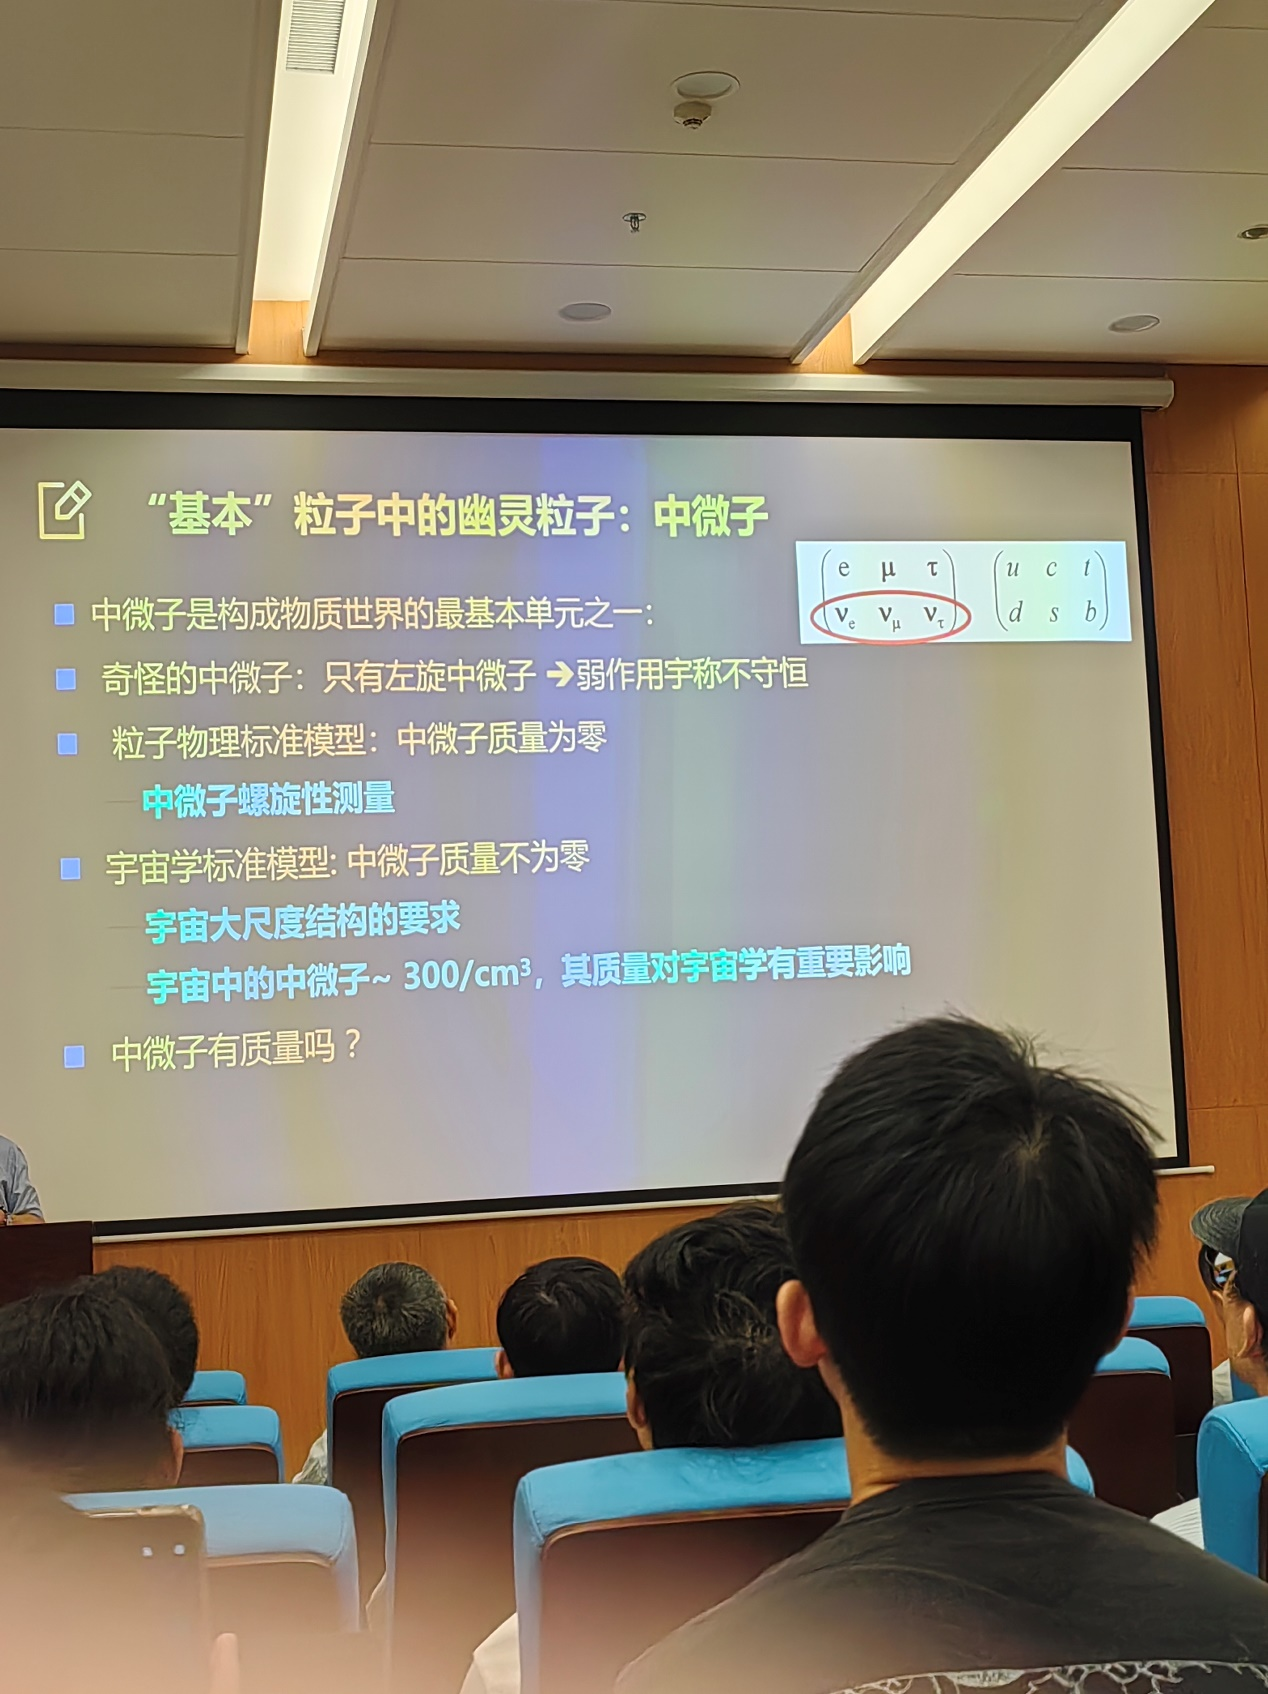 “基本”粒子中的幽灵粒子：中微子
e μ τ u c t
νe νμ ντ d s b
中微子是构成物质世界的最基本单元之一：
奇怪的中微子：只有左旋中微子 ➔弱作用宇称不守恒
粒子物理标准模型：中微子质量为零
中微子螺旋性测量
宇宙学标准模型: 中微子质量不为零
宇宙大尺度结构的要求
宇宙中的中微子~ 300/cm³，其质量对宇宙学有重要影响
中微子有质量吗？